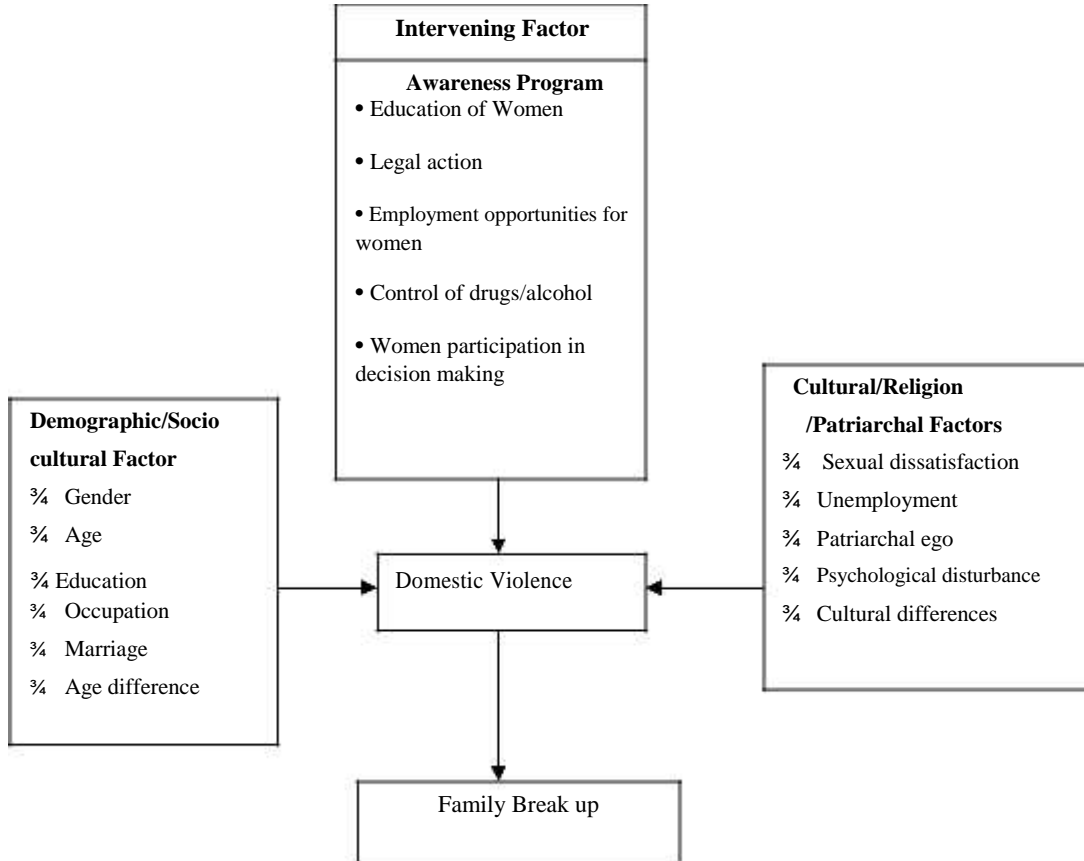 Intervening Factor
Awareness Program
• Education of Women
• Legal action
• Employment opportunities for
women
• Control of drugs/alcohol
• Women participation in
decision making
Demographic/Socio
cultural Factor
¾ Gender
¾ Age
¾ Education
¾ Occupation
¾ Marriage
¾ Age difference
Cultural/Religion
/Patriarchal Factors
¾ Sexual dissatisfaction
¾ Unemployment
¾ Patriarchal ego
¾ Psychological disturbance
¾ Cultural differences
Domestic Violence
Family Break up